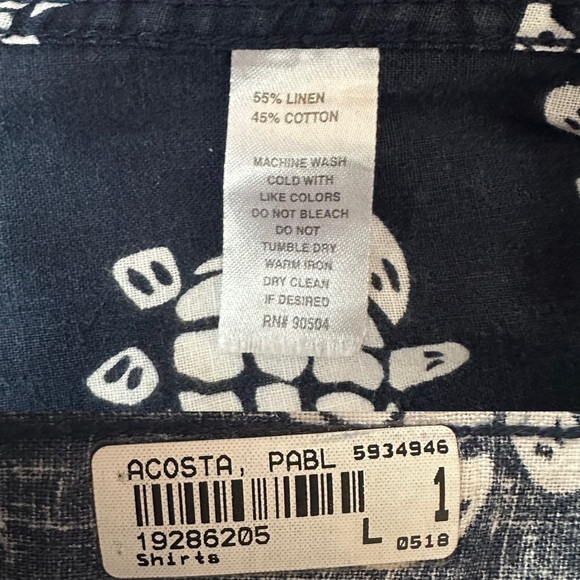 55% LINEN
45% COTTON
MACHINE WASH
COLD WITH
LIKE COLORS
DO NOT BLEACH
DO NOT
TUMBLE DRY
WARM IRON
DRY CLEAN
IF DESIRED
RN# 90504
ACOSTA, PABL 5934946
19286205 L 1
Shirts 0518